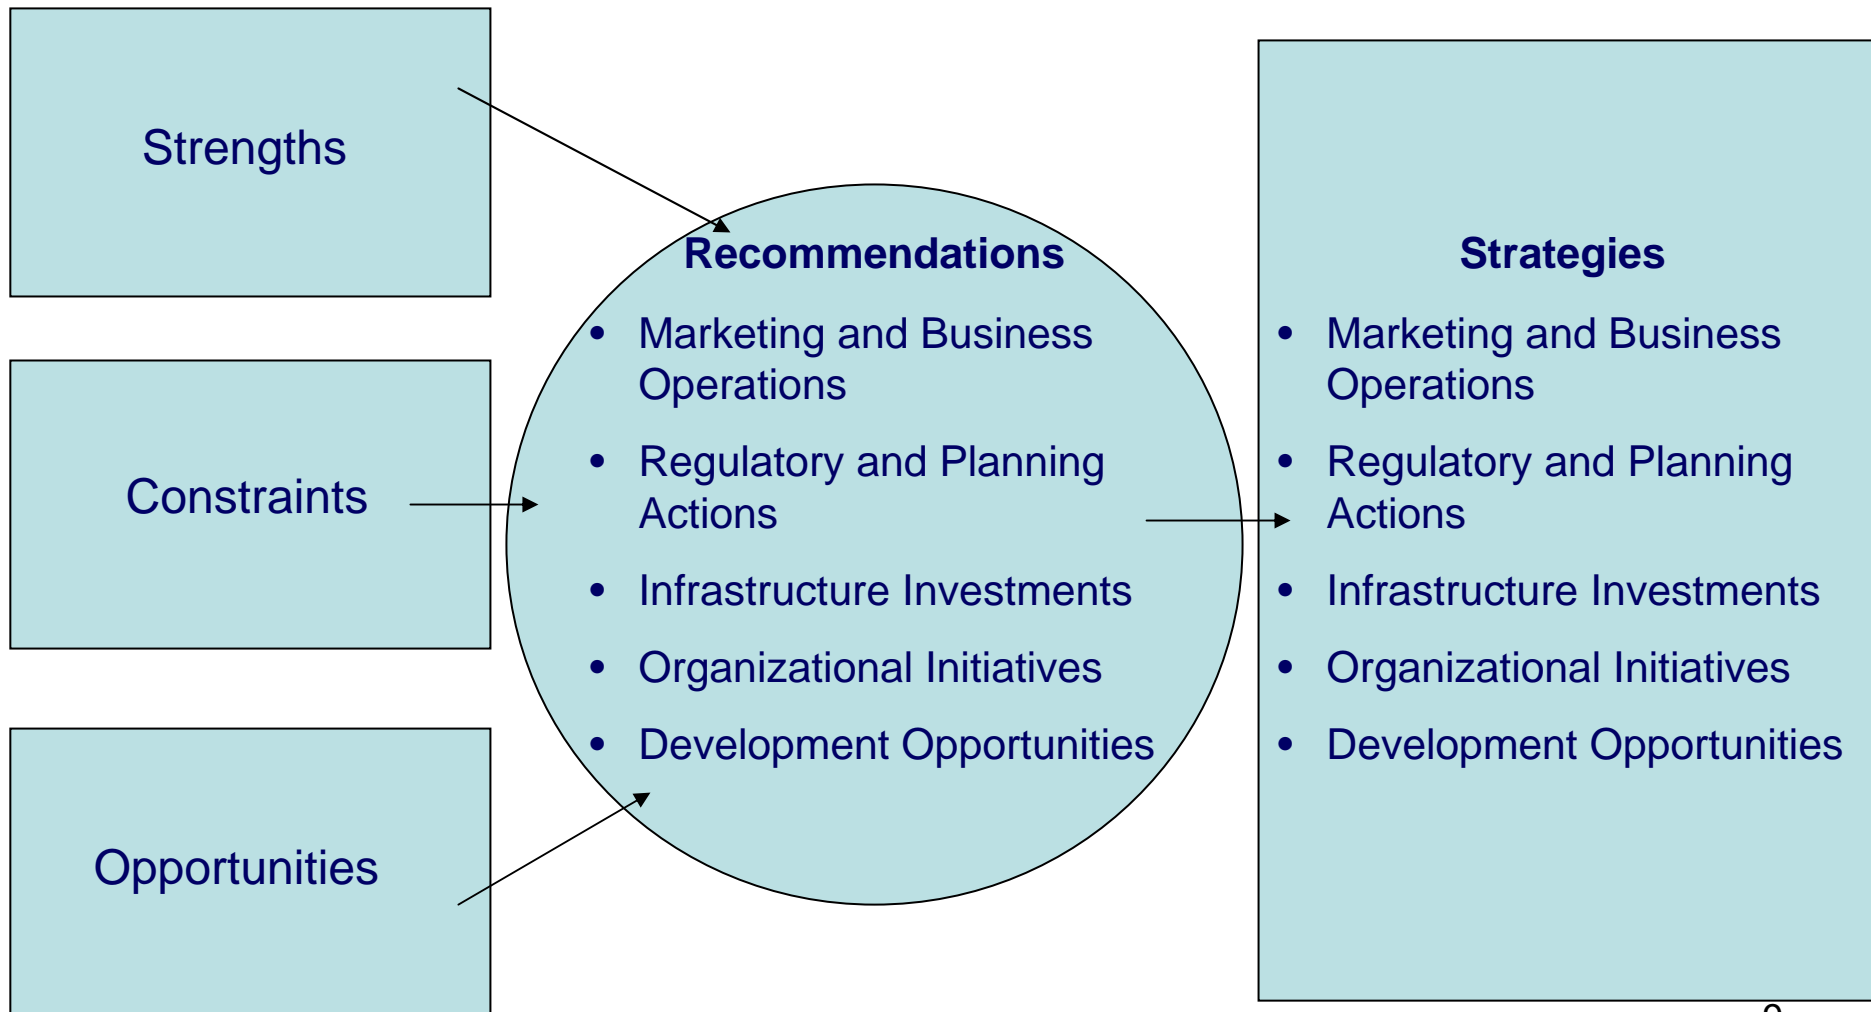 Strengths
Constraints
Opportunities
Recommendations
• Marketing and Business
Operations
• Regulatory and Planning
Actions
• Infrastructure Investments
• Organizational Initiatives
• Development Opportunities
Strategies
• Marketing and Business
Operations
• Regulatory and Planning
Actions
• Infrastructure Investments
• Organizational Initiatives
• Development Opportunities